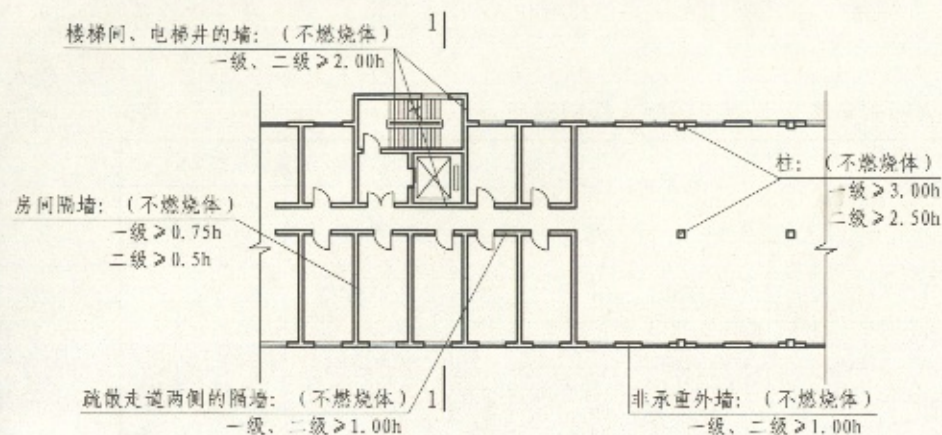 楼梯间、电梯井的墙：（不燃烧体）
一级、二级≥2.00h
1
柱：（不燃烧体）
一级≥3.00h
二级≥2.50h
房间隔墙：（不燃烧体）
一级≥0.75h
二级≥0.5h
疏散走道两侧的隔墙：（不燃烧体）
一级、二级≥1.00h
1
非承重外墙：（不燃烧体）
一级、二级≥1.00h